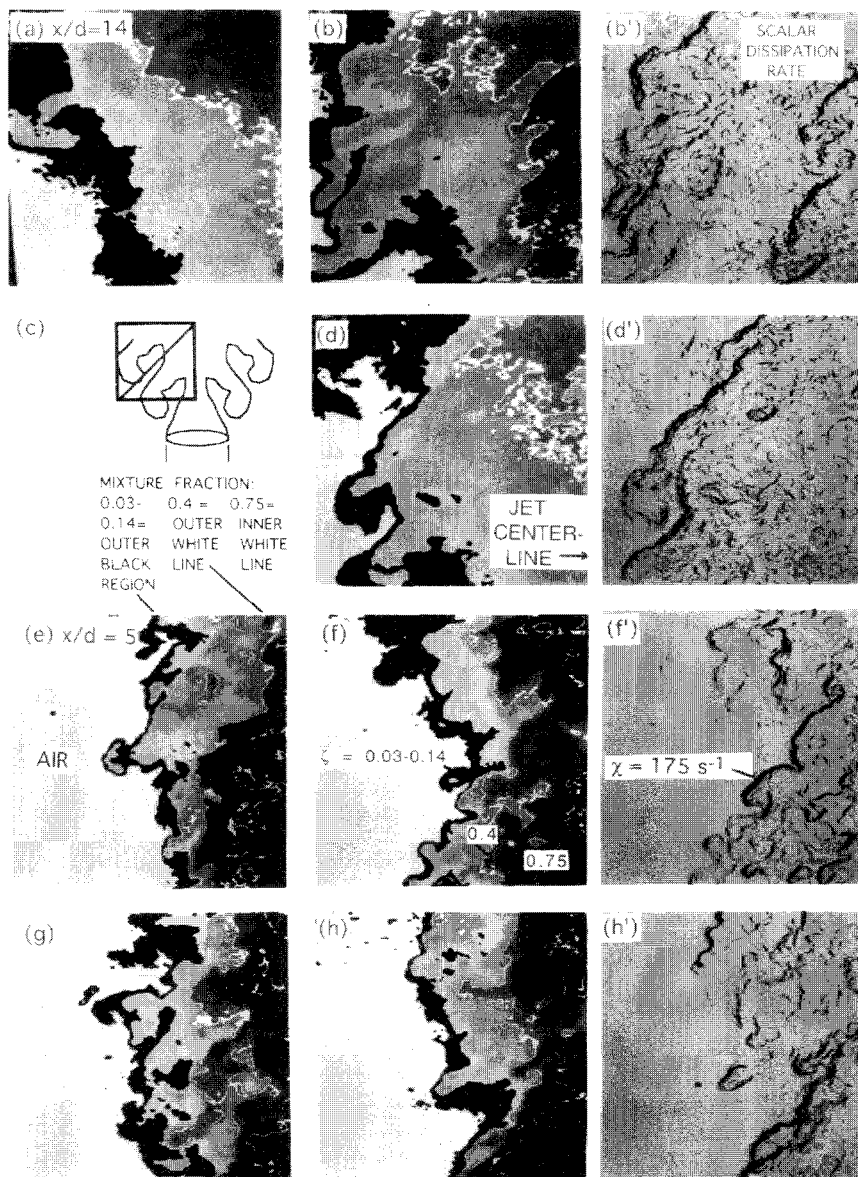 (a) x/d=14
(b)
(b')
SCALAR
DISSIPATION
RATE
(c)
(d)
(d')
MIXTURE FRACTION:
0.03- 0.4 = 0.75=
0.14= OUTER INNER
OUTER WHITE WHITE
BLACK LINE LINE
REGION
JET
CENTER-
LINE →
(e) x/d = 5
(f)
(f')
AIR
ζ = 0.03-0.14
0.4
0.75
χ = 175 s-1
(g)
(h)
(h')